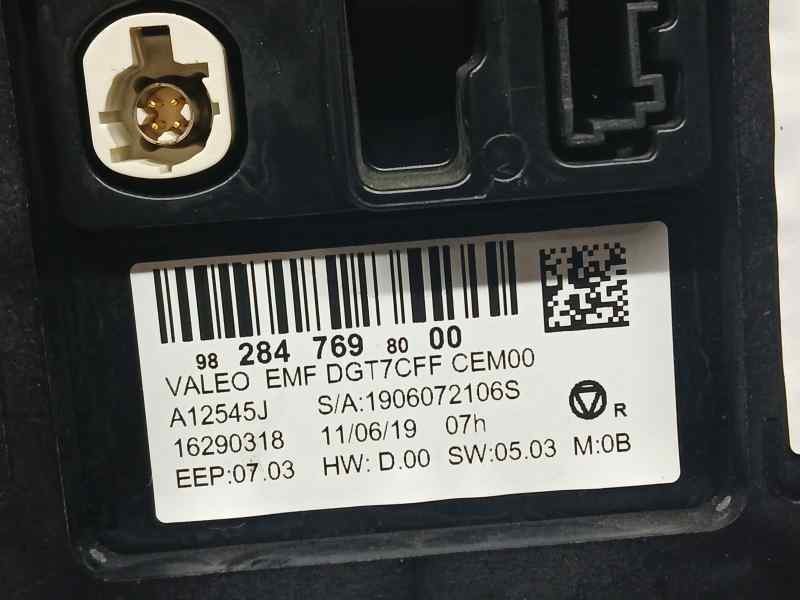 98 284 769 80 00
VALEO EMF DGT7CFF CEM00
A12545J S/A:1906072106S
16290318 11/06/19 07h
R
EEP:07.03 HW: D.00 SW:05.03 M:0B